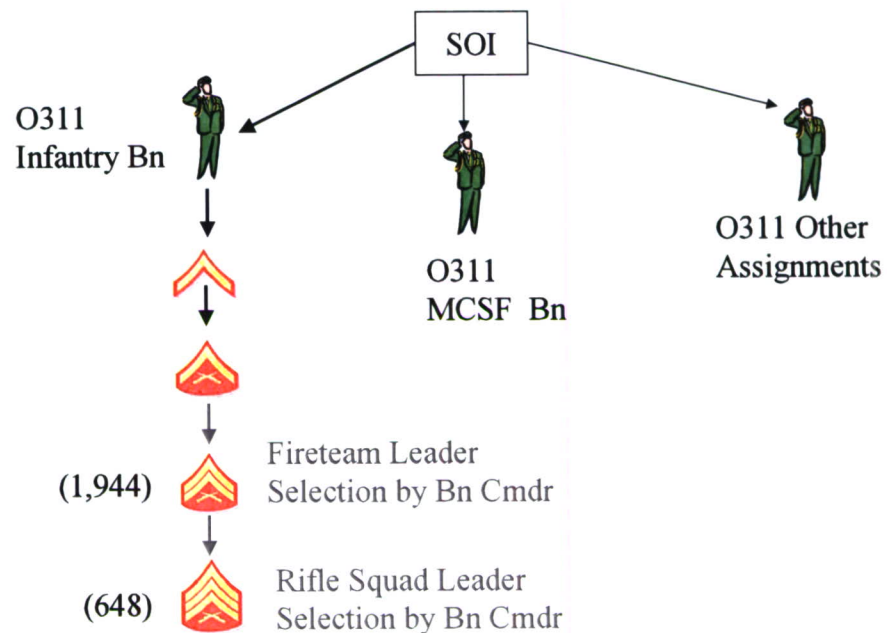 SOI
O311
Infantry Bn
O311
MCSF Bn
O311 Other
Assignments
(1,944)
Fireteam Leader
Selection by Bn Cmdr
(648)
Rifle Squad Leader
Selection by Bn Cmdr